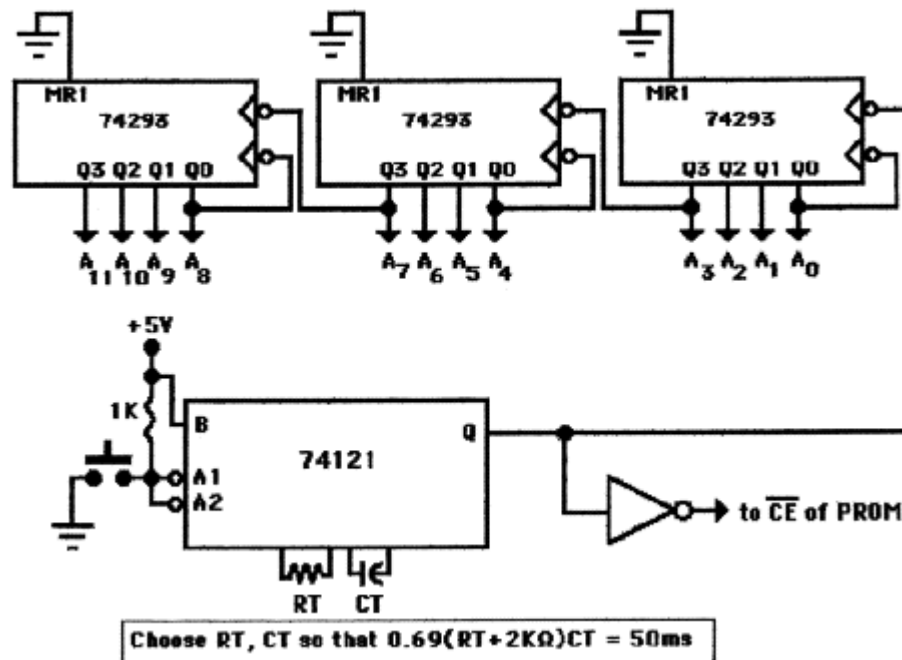 MR1 MR1 MR1
74293 74293 74293
Q3 Q2 Q1 Q0 Q3 Q2 Q1 Q0 Q3 Q2 Q1 Q0
A11 A10 A9 A8 A7 A6 A5 A4 A3 A2 A1 A0
+5V
1K
B Q
74121
A1
A2
to CE of PROM
RT CT
Choose RT, CT so that 0.69(RT+2KΩ)CT = 50ms